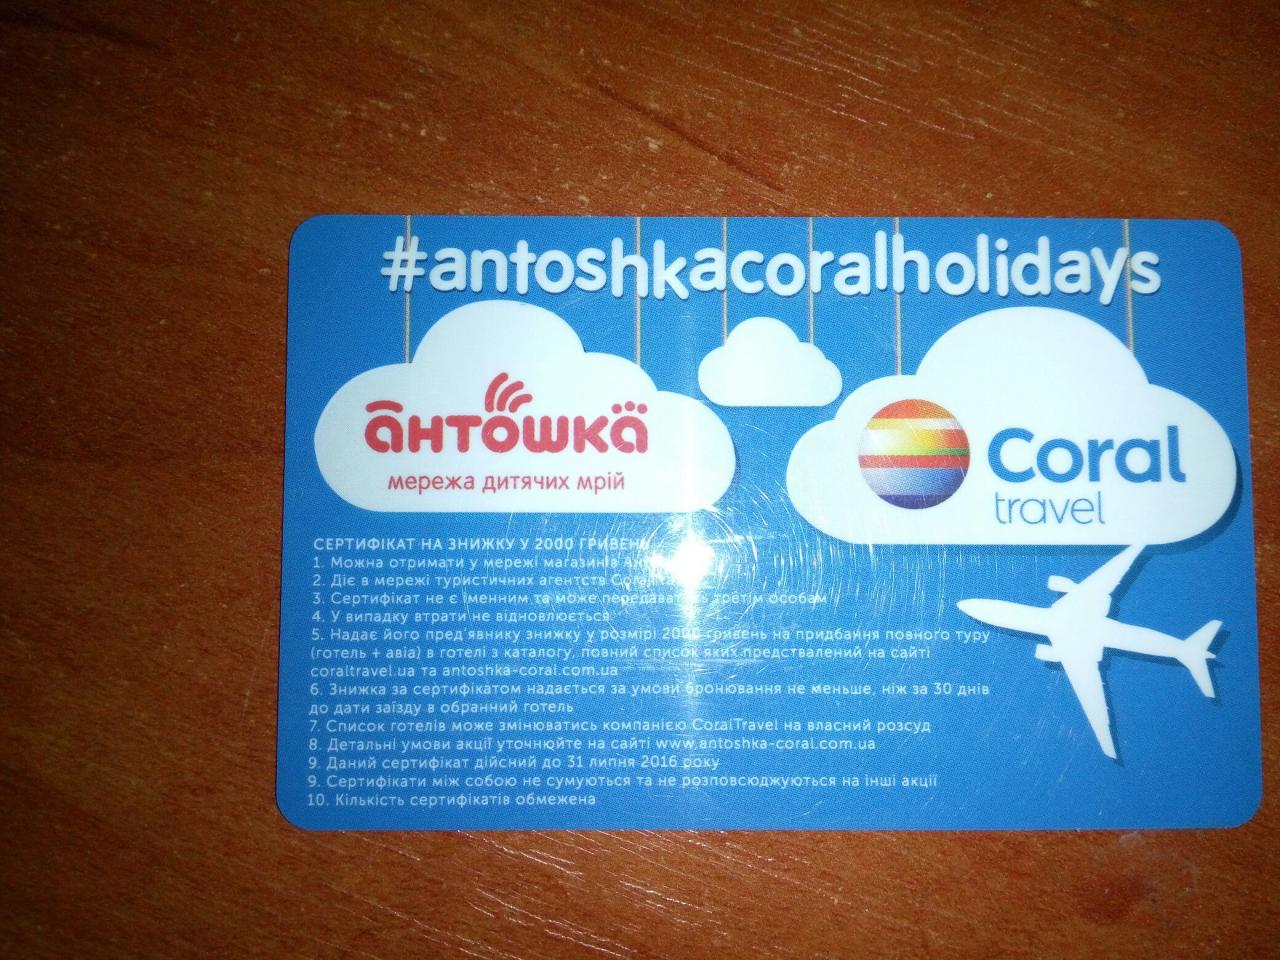 #antoshkacoralholidays
антошка
мережа дитячих мрій
Coral
travel
СЕРТИФІКАТ НА ЗНИЖКУ У 2000 ГРИВЕНЬ
1. Можна отримати у мережі магазинів
2. Діє в мережі туристичних агентств
3. Сертифікат не є іменним та може передаватись третім особам
4. У випадку втрати не відновлюється
5. Надає його пред'явнику знижку у розмірі 2000 гривень на придбання повного туру
(готель + авіа) в готелі з каталогу, повний список яких предствалений на сайті
coraltravel.ua та antoshka-coral.com.ua
6. Знижка за сертифікатом надається за умови бронювання не меньше, ніж за 30 днів
до дати заїзду в обранний готель
7. Список готелів може змінюватись компанією CoralTravel на власний розсуд
8. Детальні умови акції уточнюйте на сайті www.antoshka-coral.com.ua
9. Даний сертифікат дійсний до 31 липня 2016 року
9. Сертифікати між собою не сумуються та не розповсюджуються на інші акції
10. Кількість сертифікатів обмежена